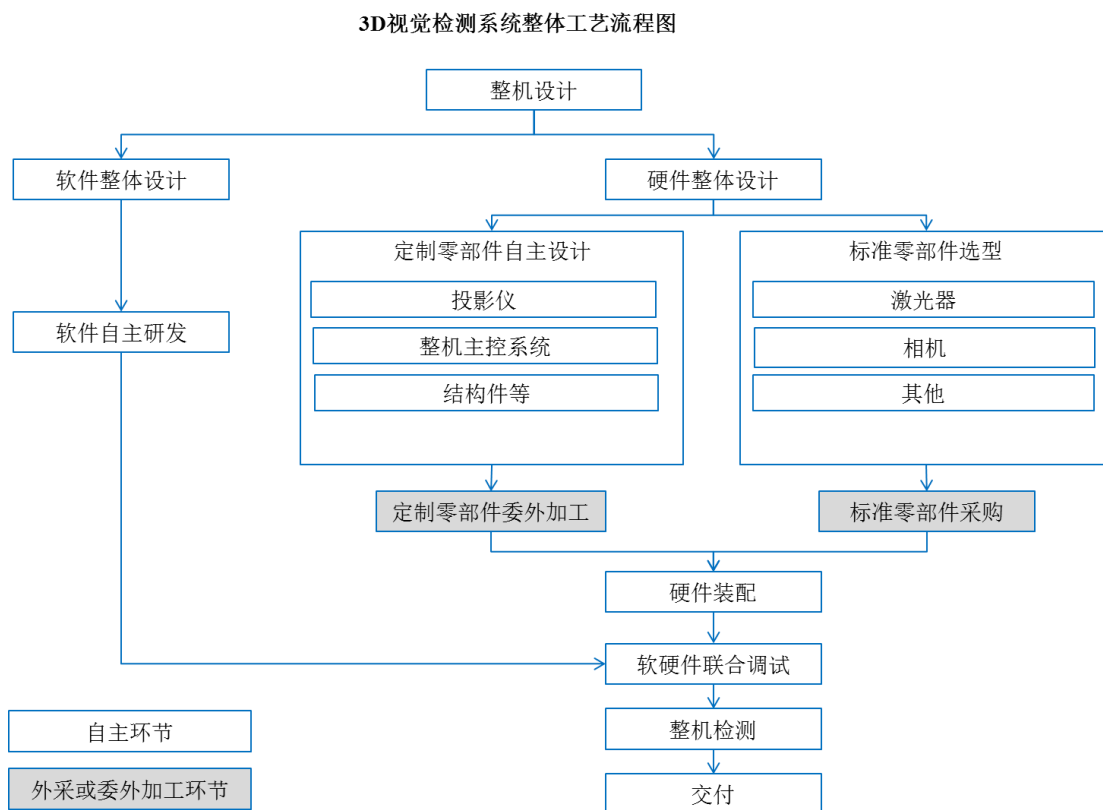 3D视觉检测系统整体工艺流程图
整机设计
软件整体设计
硬件整体设计
定制零部件自主设计
标准零部件选型
投影仪
激光器
软件自主研发
整机主控系统
相机
结构件等
其他
定制零部件委外加工
标准零部件采购
硬件装配
软硬件联合调试
自主环节
整机检测
外采或委外加工环节
交付